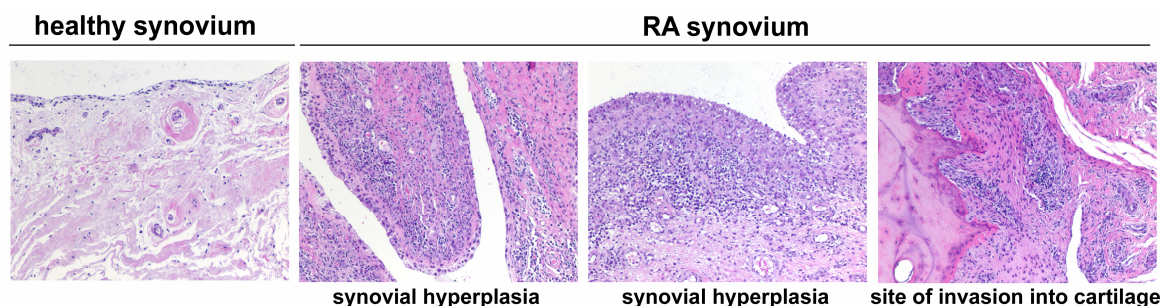 healthy synovium
RA synovium
synovial hyperplasia
synovial hyperplasia
site of invasion into cartilage